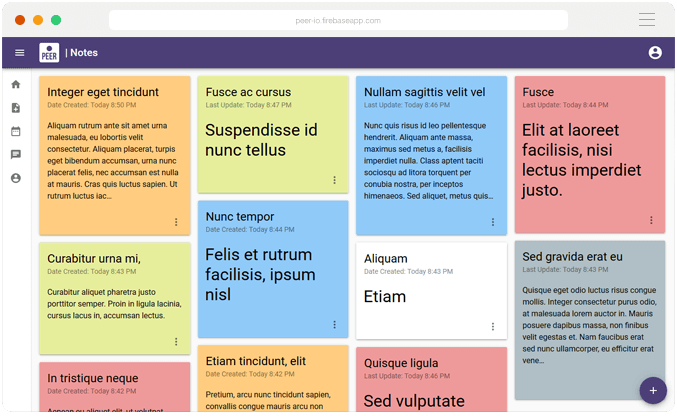 peer-io.firebaseapp.com
PEER
| Notes
Integer eget tincidunt
Date Created: Today 8:50 PM
Aliquam rutrum ante sit amet urna
malesuada, eu lobortis velit
consectetur. Aliquam placerat, turpis
eget bibendum accumsan, urna nunc
placerat felis, nec accumsan est nulla
at mauris. Cras quis luctus sapien. Ut
rutrum luctus iac...
Curabitur urna mi,
Date Created: Today 8:43 PM
Curabitur aliquet pharetra justo
porttitor semper. Proin in ligula lacinia,
cursus lacus in, accumsan lectus.
In tristique neque
Date Created: Today 8:42 PM
Aenean eu aliquet elit, ut volutpat
Fusce ac cursus
Last Update: Today 8:47 PM
Suspendisse id
nunc tellus
Nunc tempor
Date Created: Today 8:44 PM
Felis et rutrum
facilisis, ipsum
nisl
Etiam tincidunt, elit
Date Created: Today 8:42 PM
Pretium, arcu nunc tincidunt sapien,
convallis congue mauris arcu non
Nullam sagittis velit vel
Last Update: Today 8:46 PM
Nunc quis risus id leo pellentesque
hendrerit. Aliquam ante massa,
maximus sed metus a, facilisis
imperdiet nulla. Class aptent taciti
sociosqu ad litora torquent per
conubia nostra, per inceptos
himenaeos. Sed aliquet, metus quis...
Aliquam
Date Created: Today 8:43 PM
Etiam
Quisque ligula
Last Update: Today 8:46 PM
Sed vulputate
Fusce
Last Update: Today 8:44 PM
Elit at laoreet
facilisis, nisi
lectus imperdiet
justo.
Sed gravida erat eu
Last Update: Today 8:43 PM
Quisque eget odio luctus risus congue
mollis. Integer consectetur purus odio,
at malesuada lorem auctor in. Mauris
posuere dapibus massa, non finibus
velit egestas et. Nam faucibus erat
sed nunc ullamcorper, eu efficitur erat
vene...